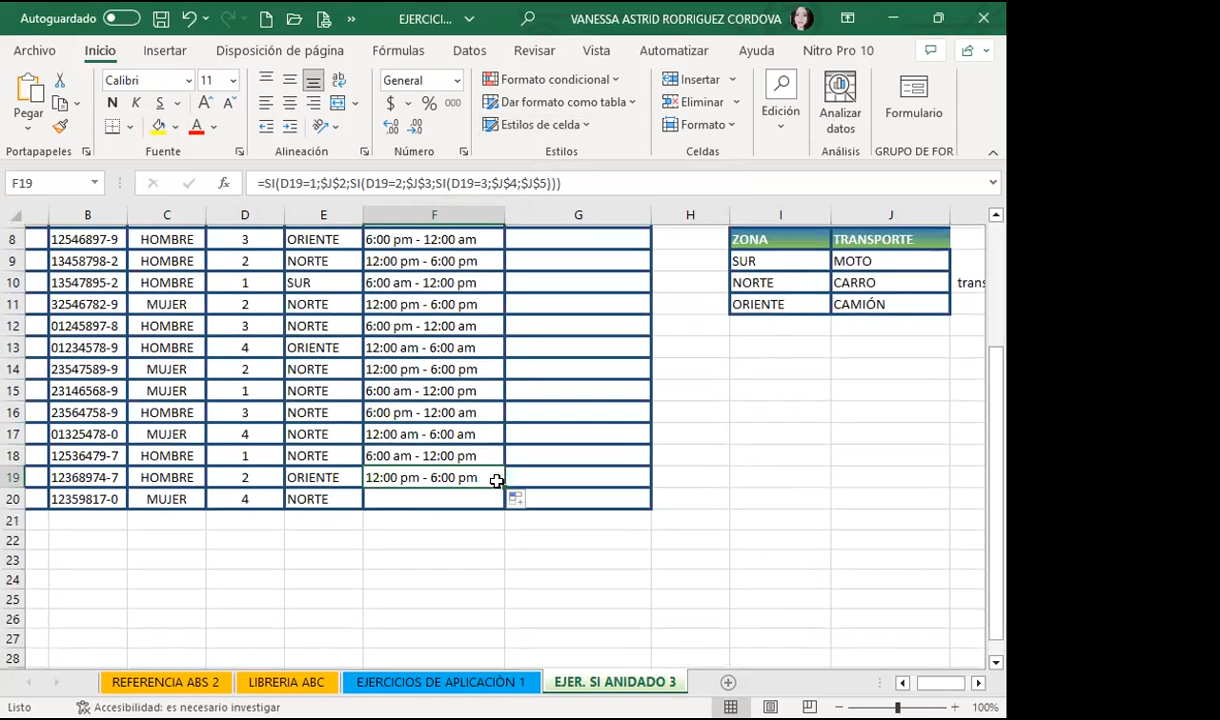 Autoguardado EJERCICI... VANESSA ASTRID RODRIGUEZ CORDOVA
Archivo Inicio Insertar Disposición de página Fórmulas Datos Revisar Vista Automatizar Ayuda Nitro Pro 10
Pegar
Calibri 11
N K S
General
$ % 000
Formato condicional
Dar formato como tabla
Estilos de celda
Insertar
Eliminar
Formato
Edición
Analizar datos
Formulario
Portapapeles Fuente Alineación Número Estilos Celdas Análisis GRUPO DE FOR
F19 fx =SI(D19=1;$J$2;SI(D19=2;$J$3;SI(D19=3;$J$4;$J$5)))
B C D E F G H I J
8 12546897-9 HOMBRE 3 ORIENTE 6:00 pm - 12:00 am ZONA TRANSPORTE
9 13458798-2 HOMBRE 2 NORTE 12:00 pm - 6:00 pm SUR MOTO
10 13547895-2 HOMBRE 1 SUR 6:00 am - 12:00 pm NORTE CARRO trans
11 32546782-9 MUJER 2 NORTE 12:00 pm - 6:00 pm ORIENTE CAMIÓN
12 01245897-8 HOMBRE 3 NORTE 6:00 pm - 12:00 am
13 01234578-9 HOMBRE 4 ORIENTE 12:00 am - 6:00 am
14 23547589-9 MUJER 2 NORTE 12:00 pm - 6:00 pm
15 23146568-9 MUJER 1 NORTE 6:00 am - 12:00 pm
16 23564758-9 HOMBRE 3 NORTE 6:00 pm - 12:00 am
17 01325478-0 MUJER 4 NORTE 12:00 am - 6:00 am
18 12536479-7 HOMBRE 1 NORTE 6:00 am - 12:00 pm
19 12368974-7 HOMBRE 2 ORIENTE 12:00 pm - 6:00 pm
20 12359817-0 MUJER 4 NORTE
21
22
23
24
25
26
27
28
REFERENCIA ABS 2 LIBRERIA ABC EJERCICIOS DE APLICACIÒN 1 EJER. SI ANIDADO 3
Listo Accesibilidad: es necesario investigar 100%